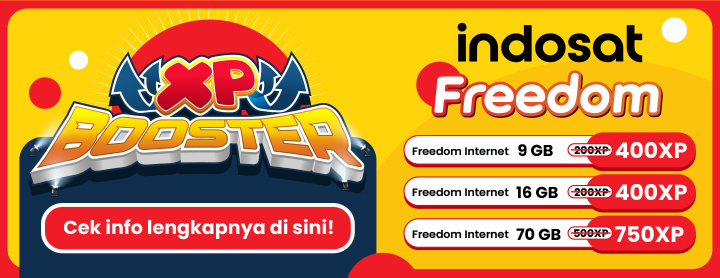 XP
BOOSTER
Cek info lengkapnya di sini!
indosat
Freedom
Freedom Internet 9 GB 200XP 400XP
Freedom Internet 16 GB 200XP 400XP
Freedom Internet 70 GB 500XP 750XP